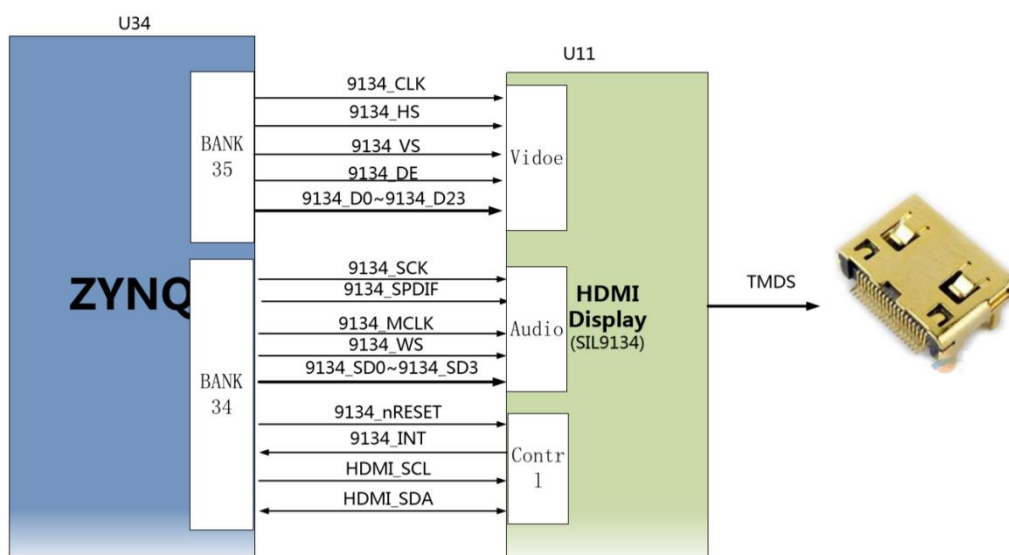 U34
U11
9134_CLK
9134_HS
9134_VS
9134_DE
9134_D0~9134_D23
BANK
35
Vidoe
ZYNQ
9134_SCK
9134_SPDIF
9134_MCLK
9134_WS
9134_SD0~9134_SD3
BANK
34
Audio
HDMI
Display
(SIL9134)
TMDS
9134_nRESET
9134_INT
HDMI_SCL
HDMI_SDA
Contr
l